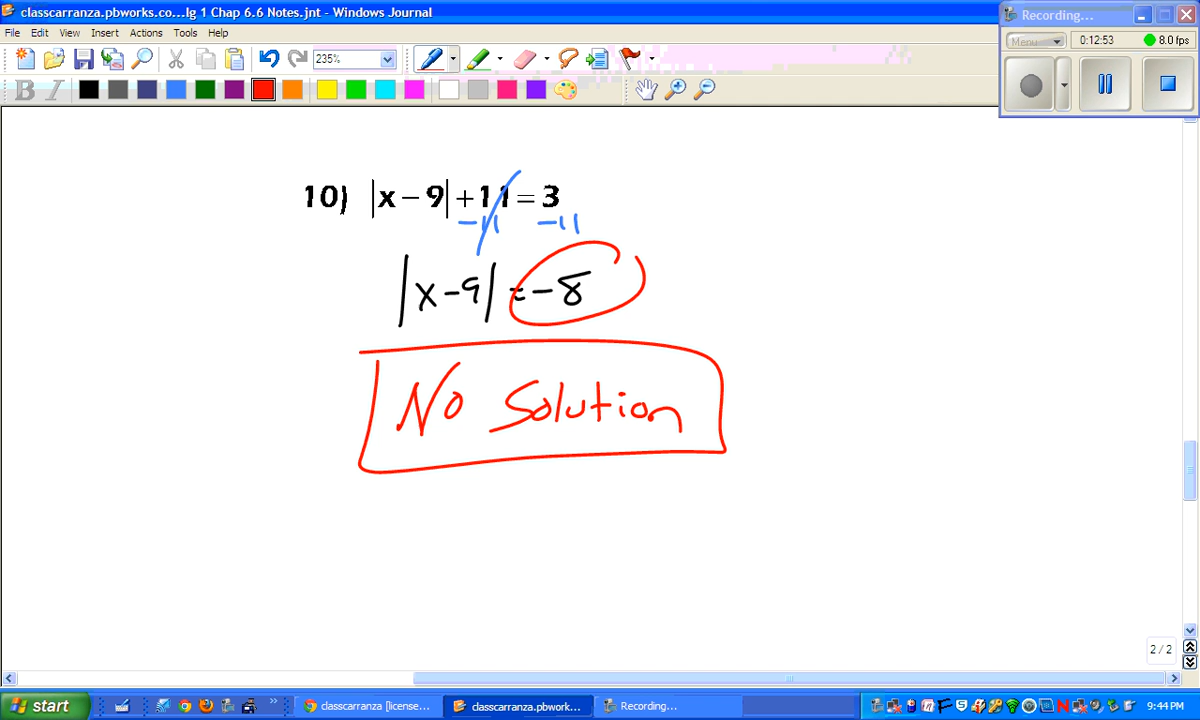 classcarranza.pbworks.co...lg 1 Chap 6.6 Notes.jnt - Windows Journal
Recording...
File Edit View Insert Actions Tools Help
Menu 0:12:53 8.0 fps
235%
B I
10) |x − 9| + 11 = 3
−11 −11
|x-9| = -8
No Solution
2 / 2
start classcarranza [license... classcarranza.pbwork... Recording... 9:44 PM